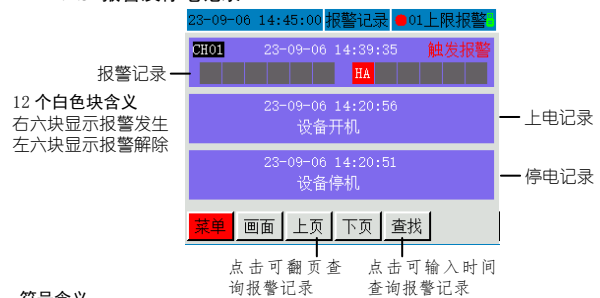 23-09-06 14:45:00 报警记录 01上限报警
CH01 23-09-06 14:39:35 触发报警
HA
报警记录
12 个白色块含义
右六块显示报警发生
左六块显示报警解除
23-09-06 14:20:56
设备开机
上电记录
23-09-06 14:20:51
设备停机
停电记录
菜单 画面 上页 下页 查找
点击可翻页查
询报警记录
点击可输入时间
查询报警记录